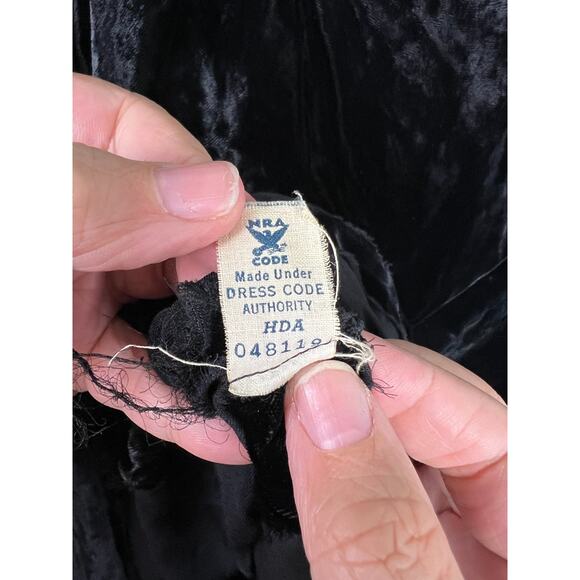 NRA
CODE
Made Under
DRESS CODE
AUTHORITY
HDA
048119